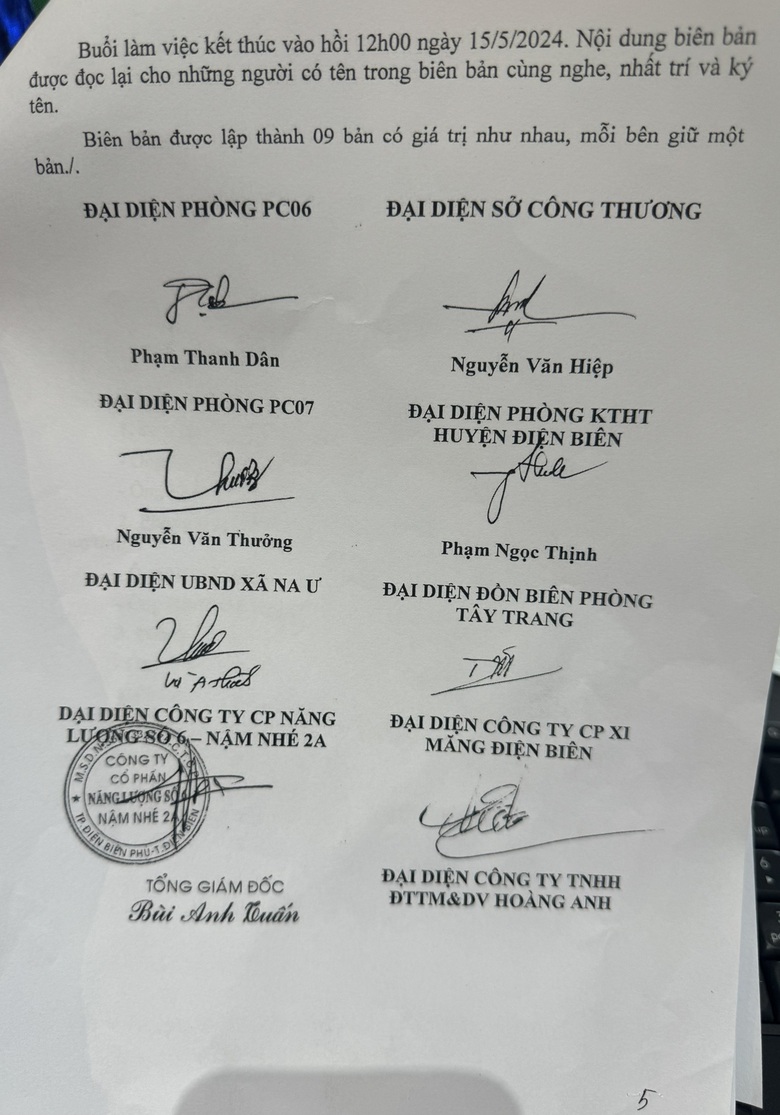 Buổi làm việc kết thúc vào hồi 12h00 ngày 15/5/2024. Nội dung biên bản
được đọc lại cho những người có tên trong biên bản cùng nghe, nhất trí và ký
tên.
Biên bản được lập thành 09 bản có giá trị như nhau, mỗi bên giữ một
bản./.
ĐẠI DIỆN PHÒNG PC06
ĐẠI DIỆN SỞ CÔNG THƯƠNG
Phạm Thanh Dân
Nguyễn Văn Hiệp
ĐẠI DIỆN PHÒNG PC07
ĐẠI DIỆN PHÒNG KTHT
HUYỆN ĐIỆN BIÊN
Nguyễn Văn Thưởng
Phạm Ngọc Thịnh
ĐẠI DIỆN UBND XÃ NA Ư
ĐẠI DIỆN ĐỒN BIÊN PHÒNG
TÂY TRANG
ĐẠI DIỆN CÔNG TY CP NĂNG
LƯỢNG SỐ 6 – NẬM NHÉ 2A
ĐẠI DIỆN CÔNG TY CP XI
MĂNG ĐIỆN BIÊN
CÔNG TY
CỔ PHẦN
NĂNG LƯỢNG SỐ
NẬM NHÉ 2A
TP ĐIỆN BIÊN PHỦ-T.ĐIỆN BIÊN
TỔNG GIÁM ĐỐC
Bùi Anh Tuấn
ĐẠI DIỆN CÔNG TY TNHH
ĐTTM&DV HOÀNG ANH
5